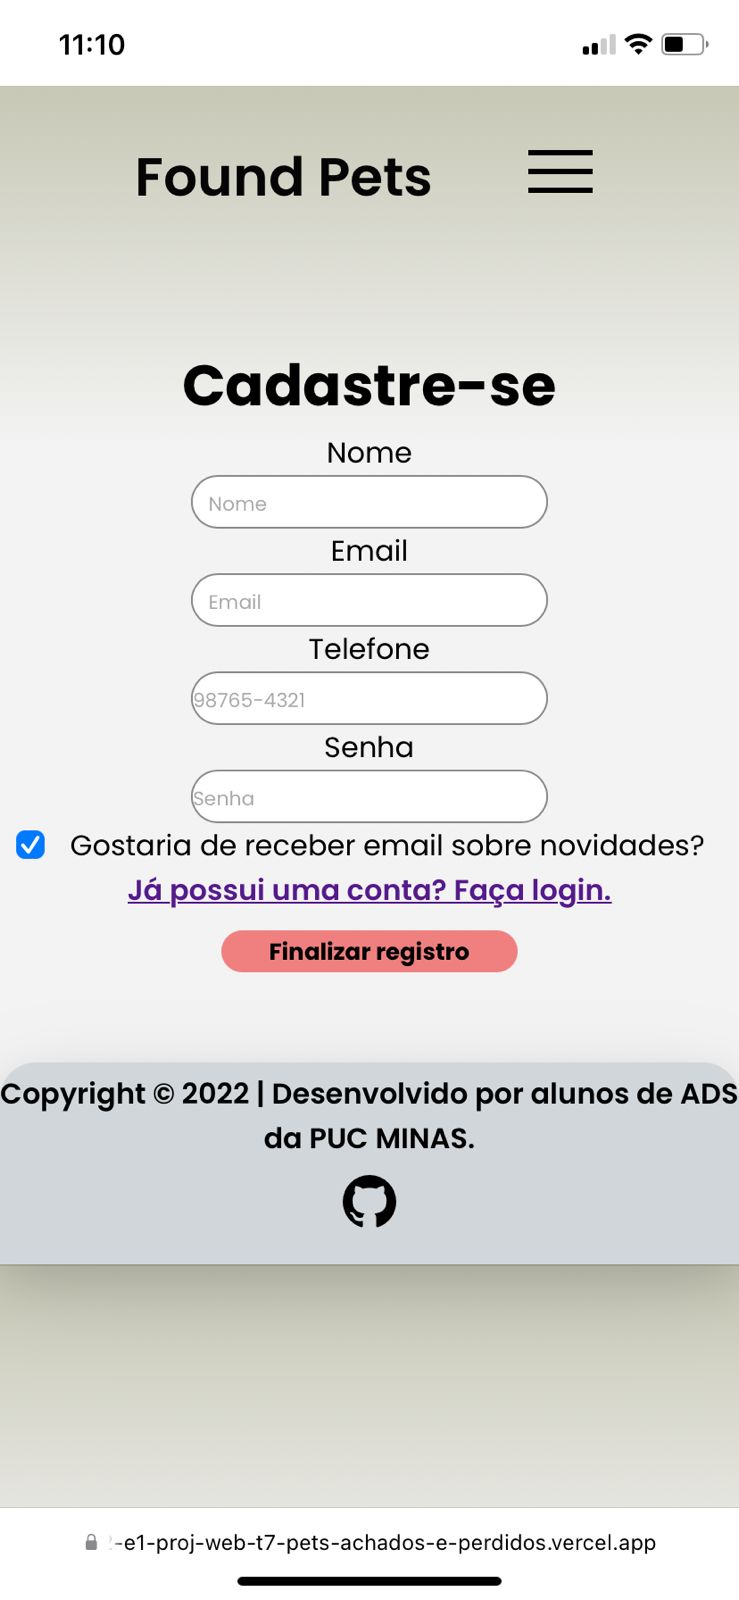 11:10
Found Pets
Cadastre-se
Nome
Nome
Email
Email
Telefone
98765-4321
Senha
Senha
Gostaria de receber email sobre novidades?
Já possui uma conta? Faça login.
Finalizar registro
Copyright © 2022 | Desenvolvido por alunos de ADS
da PUC MINAS.
-e1-proj-web-t7-pets-achados-e-perdidos.vercel.app